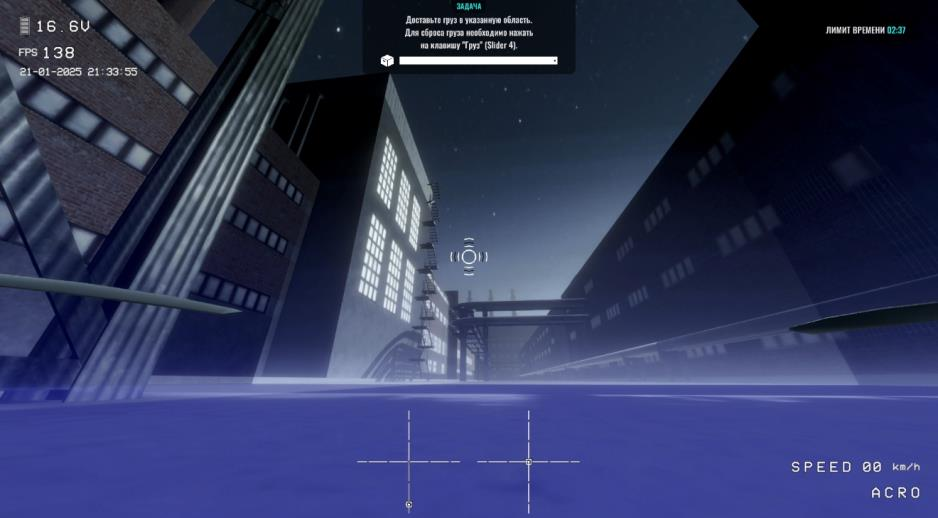 16.6V
FPS 138
21-01-2025 21:33:55
ЗАДАЧА
Доставьте груз в указанную область.
Для сброса груза необходимо нажать
на клавишу "Груз" (Slider 4).
ЛИМИТ ВРЕМЕНИ 02:37
SPEED 00 km/h
ACRO